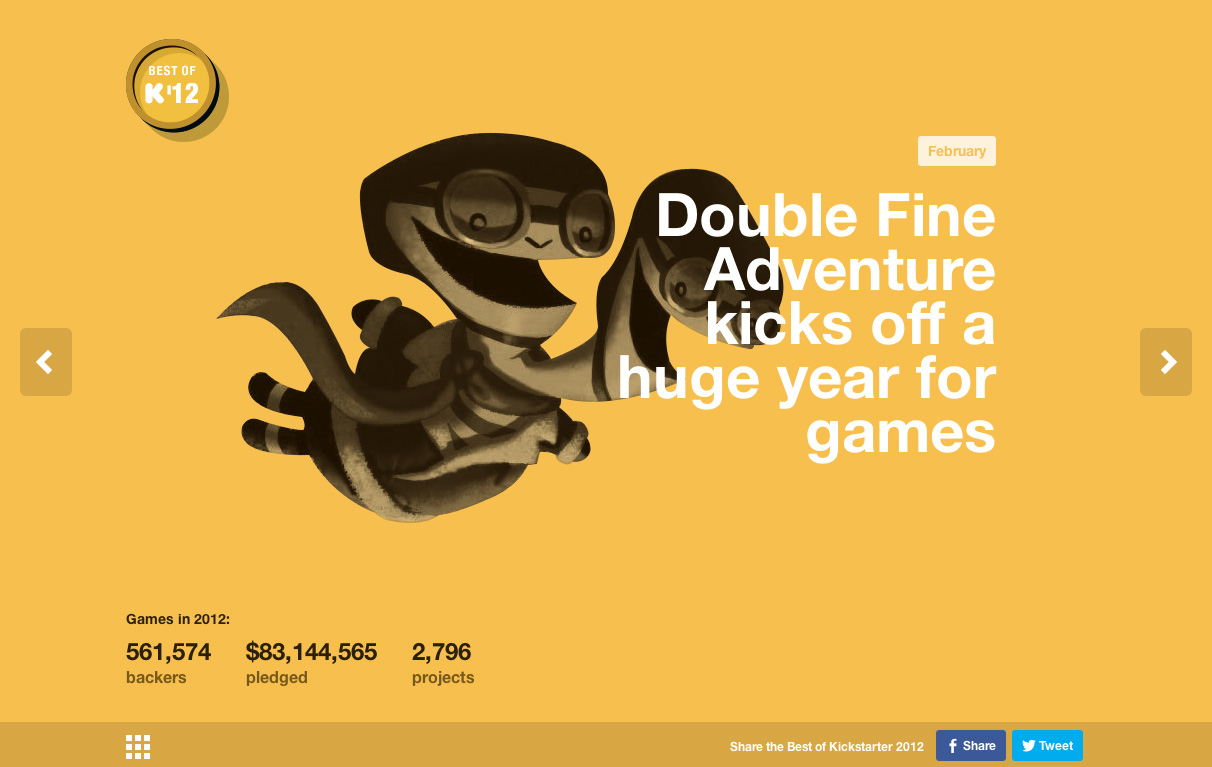 BEST OF
K'12
February
Double Fine
Adventure
kicks off a
huge year for
games
Games in 2012:
561,574 $83,144,565 2,796
backers pledged projects
Share the Best of Kickstarter 2012 Share Tweet